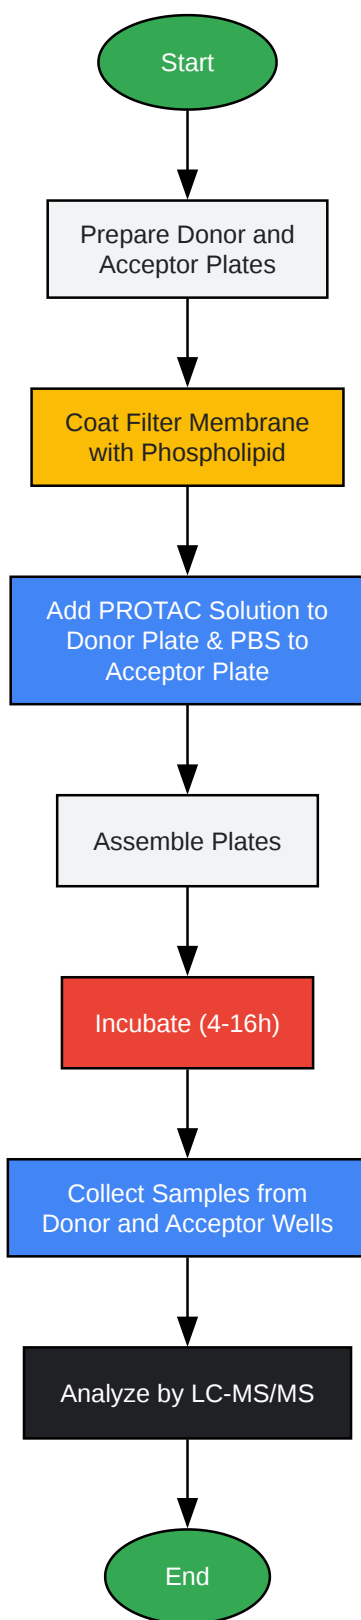 Start
Prepare Donor and
Acceptor Plates
Coat Filter Membrane
with Phospholipid
Add PROTAC Solution to
Donor Plate & PBS to
Acceptor Plate
Assemble Plates
Incubate (4-16h)
Collect Samples from
Donor and Acceptor Wells
Analyze by LC-MS/MS
End